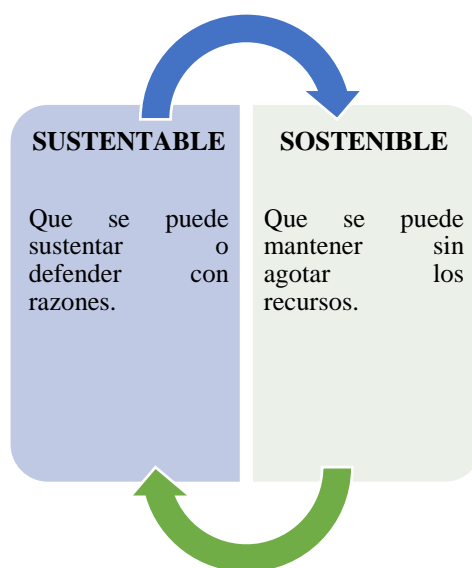 SUSTENTABLE
Que se puede
sustentar o
defender con
razones.
SOSTENIBLE
Que se puede
mantener sin
agotar los
recursos.